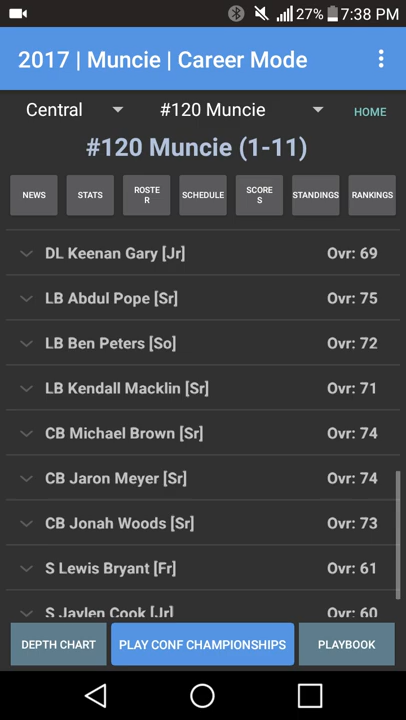 27% 7:38 PM
2017 | Muncie | Career Mode
Central #120 Muncie HOME
#120 Muncie (1-11)
NEWS STATS ROSTE SCHEDULE SCORE STANDINGS RANKINGS
R S
DL Keenan Gary [Jr] Ovr: 69
LB Abdul Pope [Sr] Ovr: 75
LB Ben Peters [So] Ovr: 72
LB Kendall Macklin [Sr] Ovr: 71
CB Michael Brown [Sr] Ovr: 74
CB Jaron Meyer [Sr] Ovr: 74
CB Jonah Woods [Sr] Ovr: 73
S Lewis Bryant [Fr] Ovr: 61
S Jaylen Cook [Jr] Ovr: 60
DEPTH CHART PLAY CONF CHAMPIONSHIPS PLAYBOOK